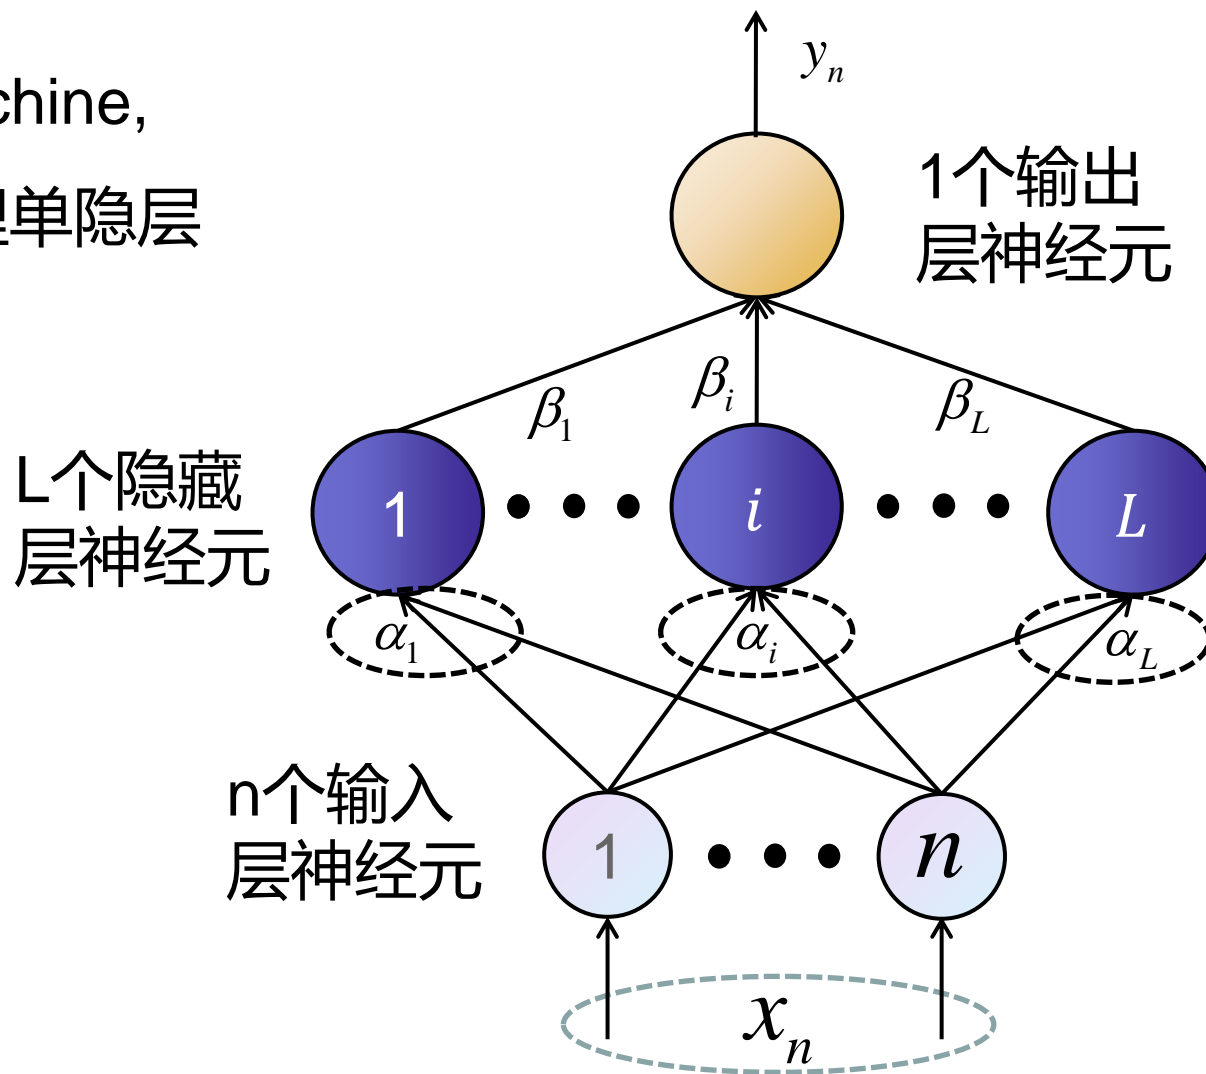 chine,
单隐层
y_n
1个输出
层神经元
β_1
β_i
β_L
L个隐藏
层神经元
1
i
L
α_1
α_i
α_L
n个输入
层神经元
1
n
x_n